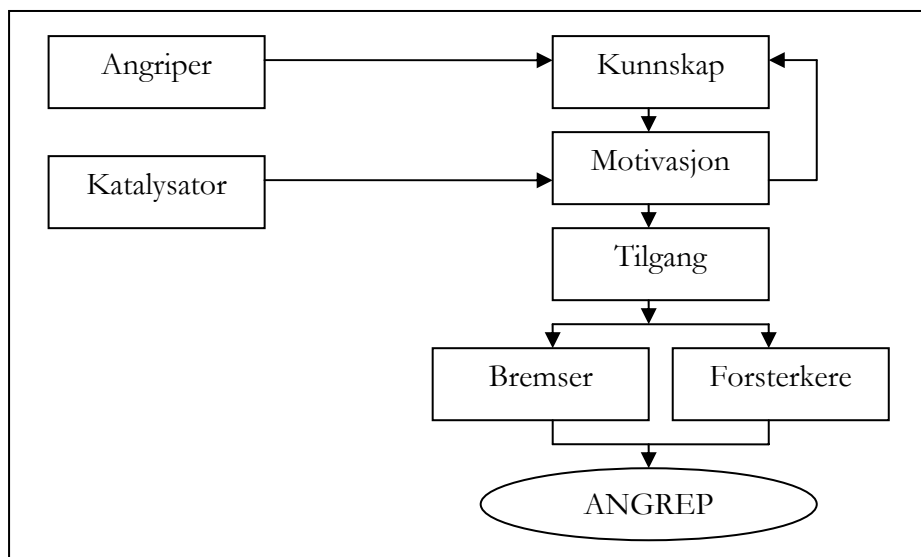 Angriper
Kunnskap
Katalysator
Motivasjon
Tilgang
Bremser
Forsterkere
ANGREP